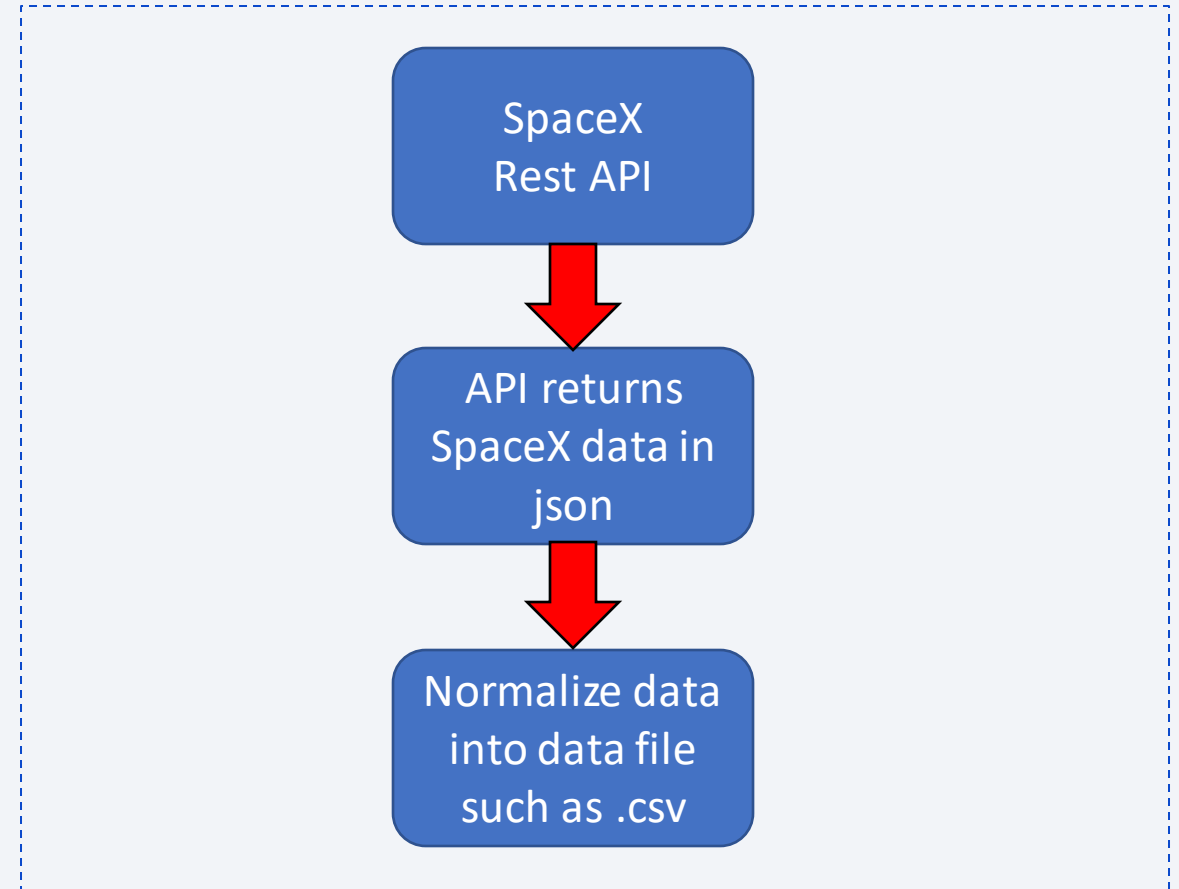 SpaceX
Rest API
API returns
SpaceX data in
json
Normalize data
into data file
such as .csv